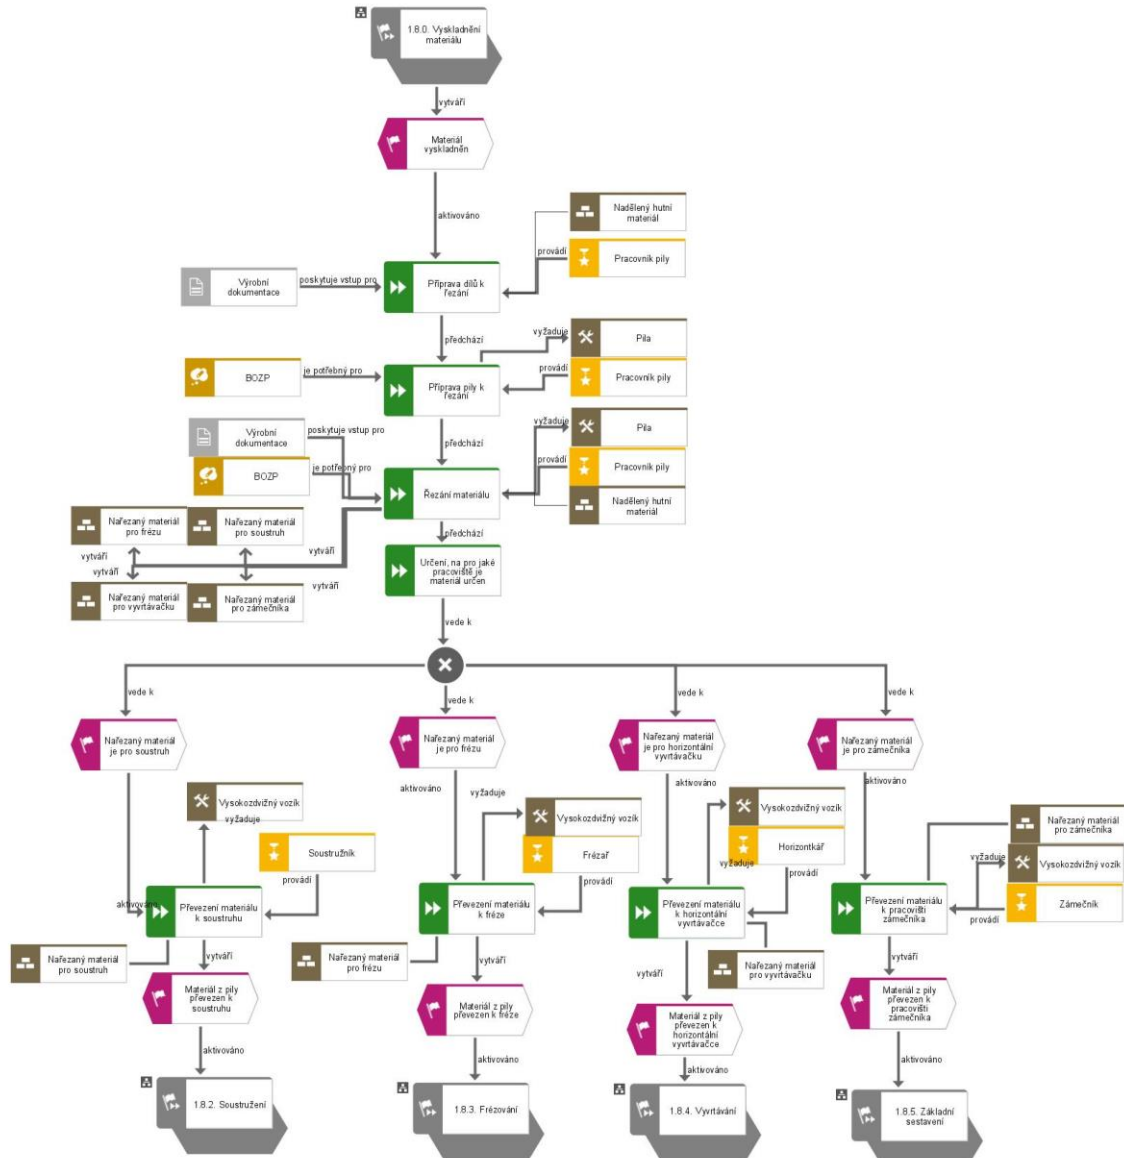 1.8.0. Vyskladnění
materiálu
vytváří
Materiál
vyskladněn
aktivováno
Nadělený hutní
materiál
provádí
Pracovník pily
Výrobní
dokumentace
poskytuje vstup pro
Příprava dílů k
řezání
předchází
vyžaduje
Pila
BOZP
je potřebný pro
Příprava pily k
řezání
provádí
Pracovník pily
vyžaduje
Pila
Výrobní
dokumentace
poskytuje vstup pro
předchází
provádí
Pracovník pily
BOZP
je potřebný pro
Řezání materiálu
Nadělený hutní
materiál
Nařezaný materiál
pro frézu
Nařezaný materiál
pro soustruh
předchází
vytváří
vytváří
vytváří
vytváří
Určení, na pro jaké
pracoviště je
materiál určen
Nařezaný materiál
pro vyvrtávačku
Nařezaný materiál
pro zámečníka
vede k
vede k
vede k
vede k
vede k
Nařezaný materiál
je pro soustruh
Nařezaný materiál
je pro frézu
Nařezaný materiál
je pro horizontální
vyvrtávačku
Nařezaný materiál
je pro zámečníka
aktivováno
aktivováno
aktivováno
vyžaduje
Vysokozdvižný vozík
vyžaduje
Vysokozdvižný vozík
Vysokozdvižný vozík
Nařezaný materiál
pro zámečníka
Soustružník
provádí
Frézař
provádí
Horizontkář
vyžaduje
provádí
vyžaduje
Vysokozdvižný vozík
aktivováno
Převezení materiálu
k soustruhu
Převezení materiálu
k fréze
Převezení materiálu
k horizontální
vyvrtávačce
Převezení materiálu
k pracovišti
zámečníka
provádí
Zámečník
Nařezaný materiál
pro soustruh
vytváří
Nařezaný materiál
pro frézu
vytváří
vytváří
Nařezaný materiál
pro vyvrtávačku
vytváří
Materiál z pily
převezen k
soustruhu
Materiál z pily
převezen k fréze
Materiál z pily
převezen k
horizontální
vyvrtávačce
Materiál z pily
převezen k
pracovišti
zámečníka
aktivováno
aktivováno
aktivováno
aktivováno
1.8.2. Soustružení
1.8.3. Frézování
1.8.4. Vyvrtávání
1.8.5. Základní
sestavení